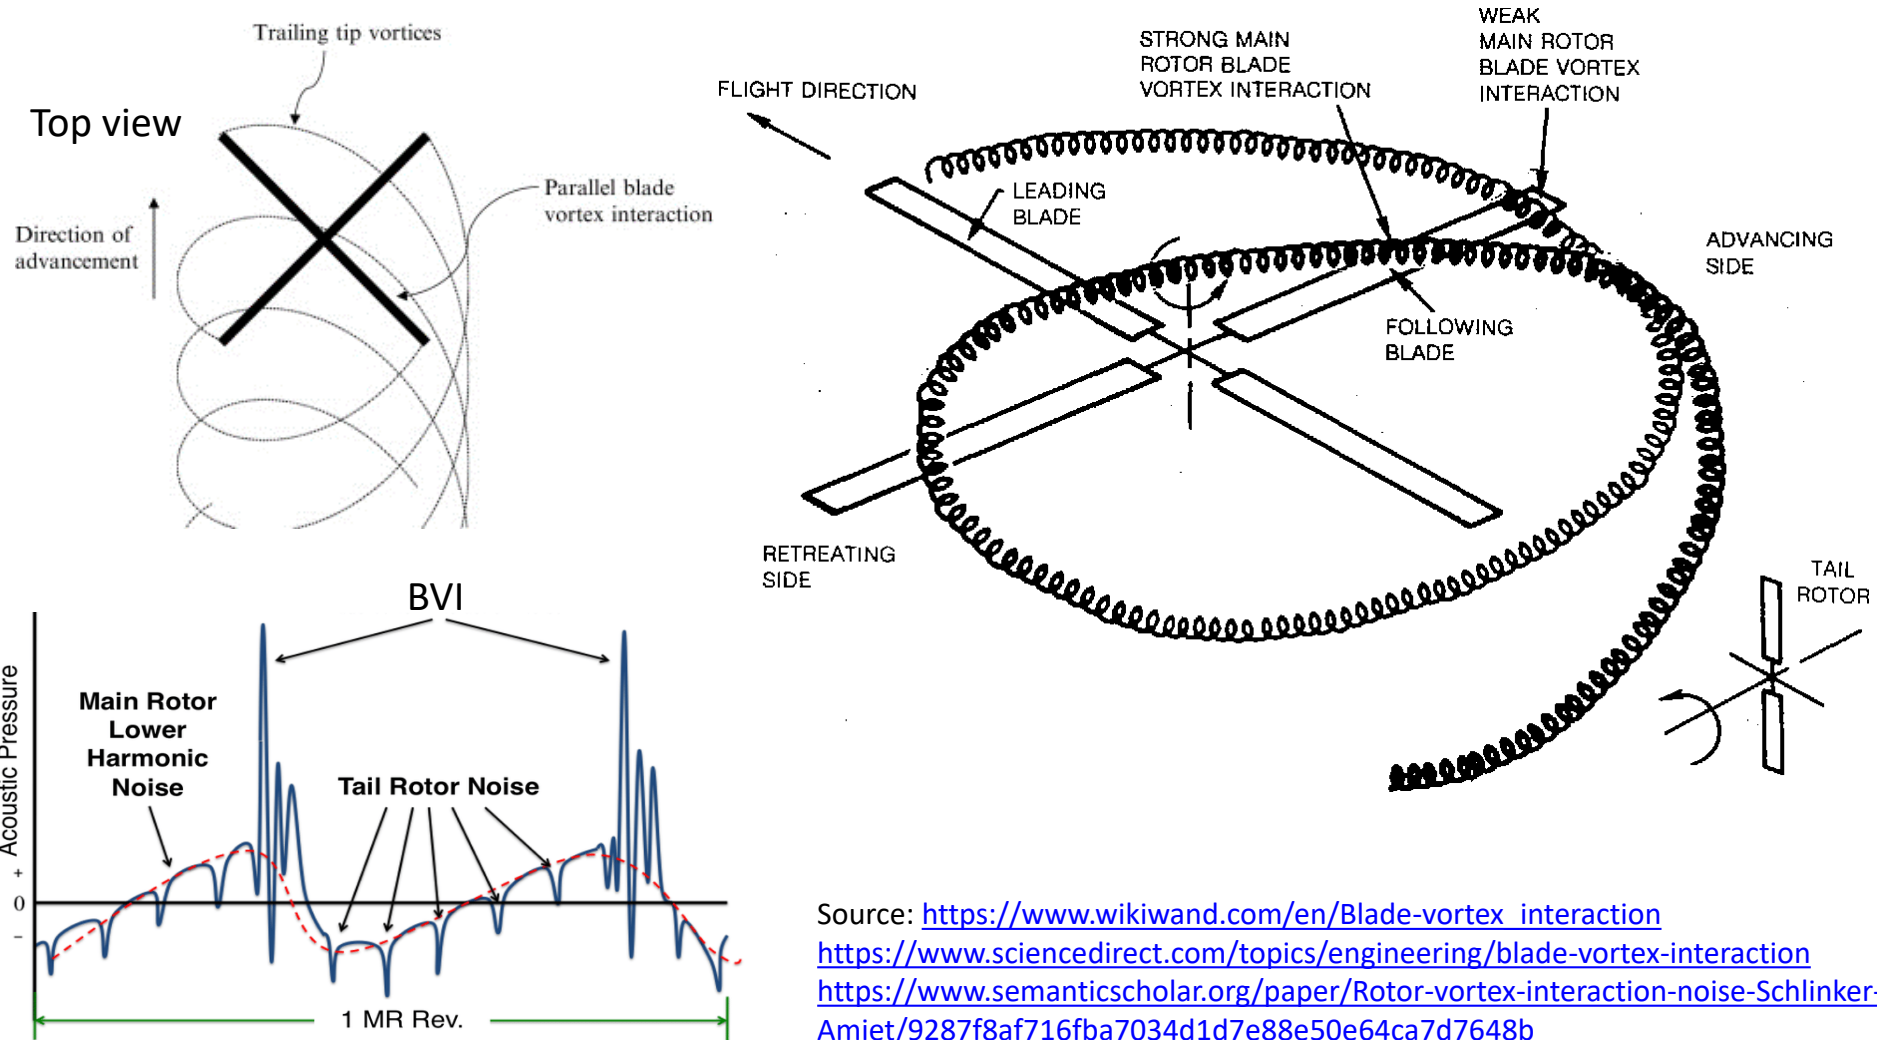 Trailing tip vortices
Top view
Parallel blade
vortex interaction
Direction of
advancement
FLIGHT DIRECTION
STRONG MAIN
ROTOR BLADE
VORTEX INTERACTION
WEAK
MAIN ROTOR
BLADE VORTEX
INTERACTION
LEADING
BLADE
ADVANCING
SIDE
FOLLOWING
BLADE
RETREATING
SIDE
TAIL
ROTOR
BVI
Acoustic Pressure
Main Rotor
Lower
Harmonic
Noise
Tail Rotor Noise
+
0
−
1 MR Rev.
Source: https://www.wikiwand.com/en/Blade-vortex_interaction
https://www.sciencedirect.com/topics/engineering/blade-vortex-interaction
https://www.semanticscholar.org/paper/Rotor-vortex-interaction-noise-Schlinker-
Amiet/9287f8af716fba7034d1d7e88e50e64ca7d7648b